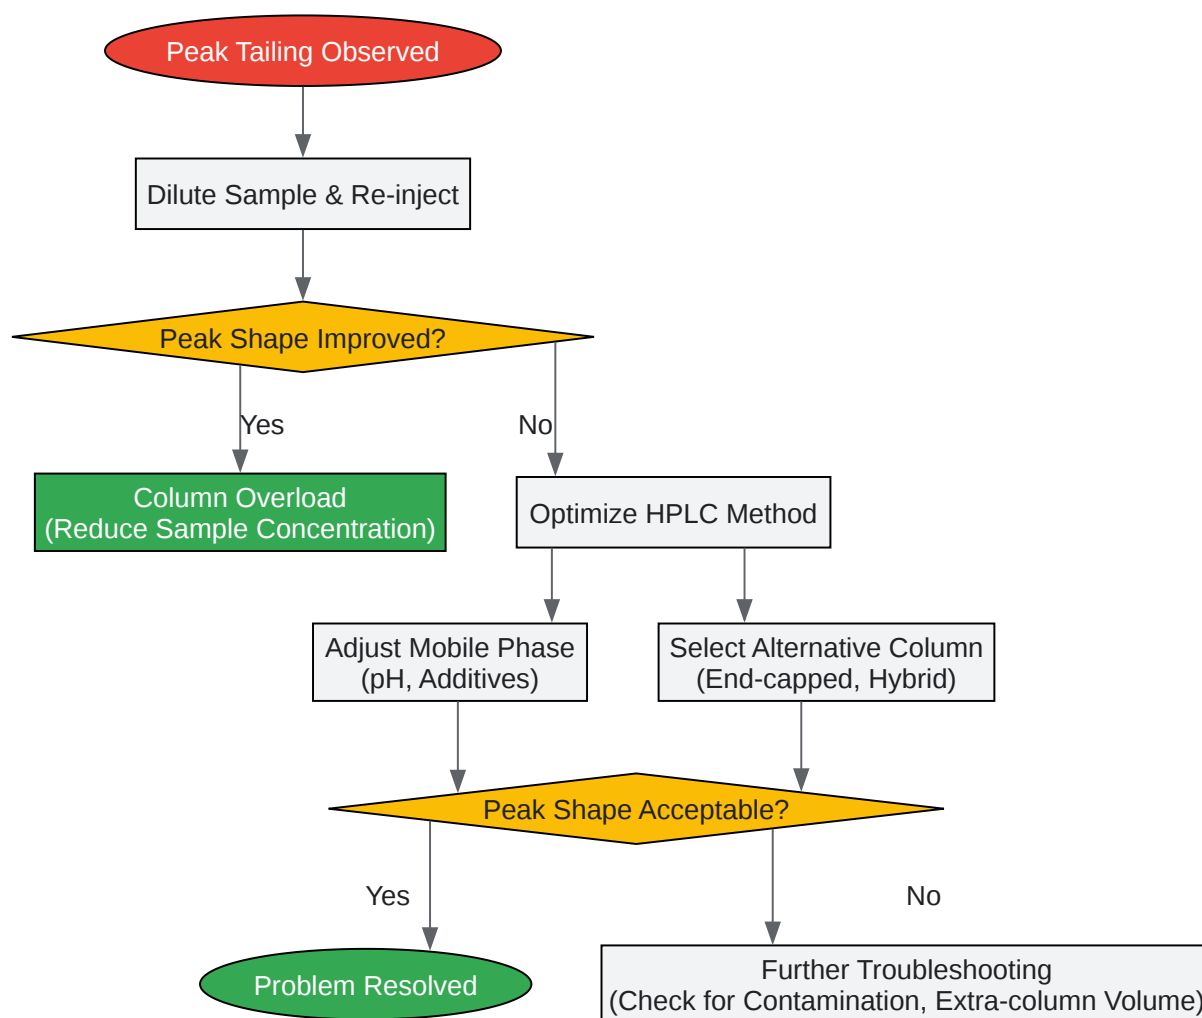 Peak Tailing Observed
Dilute Sample & Re-inject
Peak Shape Improved?
Yes
No
Column Overload
(Reduce Sample Concentration)
Optimize HPLC Method
Adjust Mobile Phase
(pH, Additives)
Select Alternative Column
(End-capped, Hybrid)
Peak Shape Acceptable?
Yes
No
Problem Resolved
Further Troubleshooting
(Check for Contamination, Extra-column Volume)